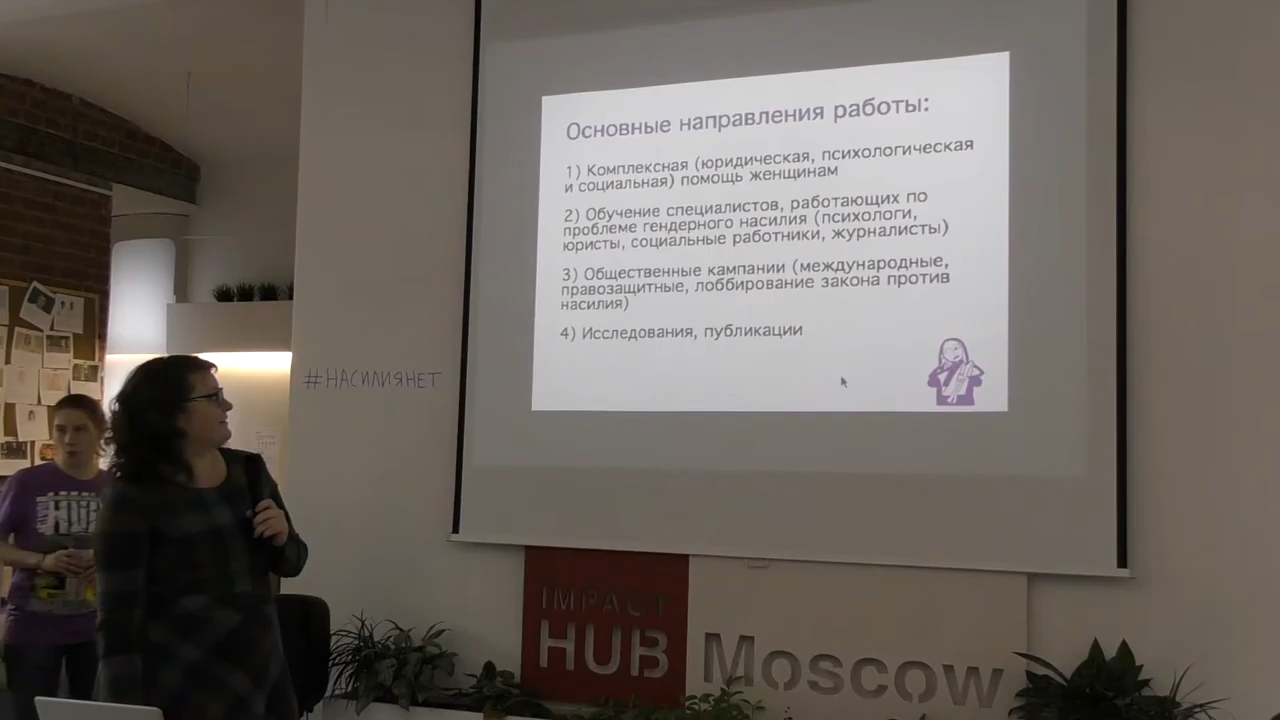 Основные направления работы:
1) Комплексная (юридическая, психологическая
и социальная) помощь женщинам
2) Обучение специалистов, работающих по
проблеме гендерного насилия (психологи,
юристы, социальные работники, журналисты)
3) Общественные кампании (международные,
правозащитные, лоббирование закона против
насилия)
4) Исследования, публикации
#НАСИЛИЯНЕТ
HUB
IMPACT
HUB Moscow